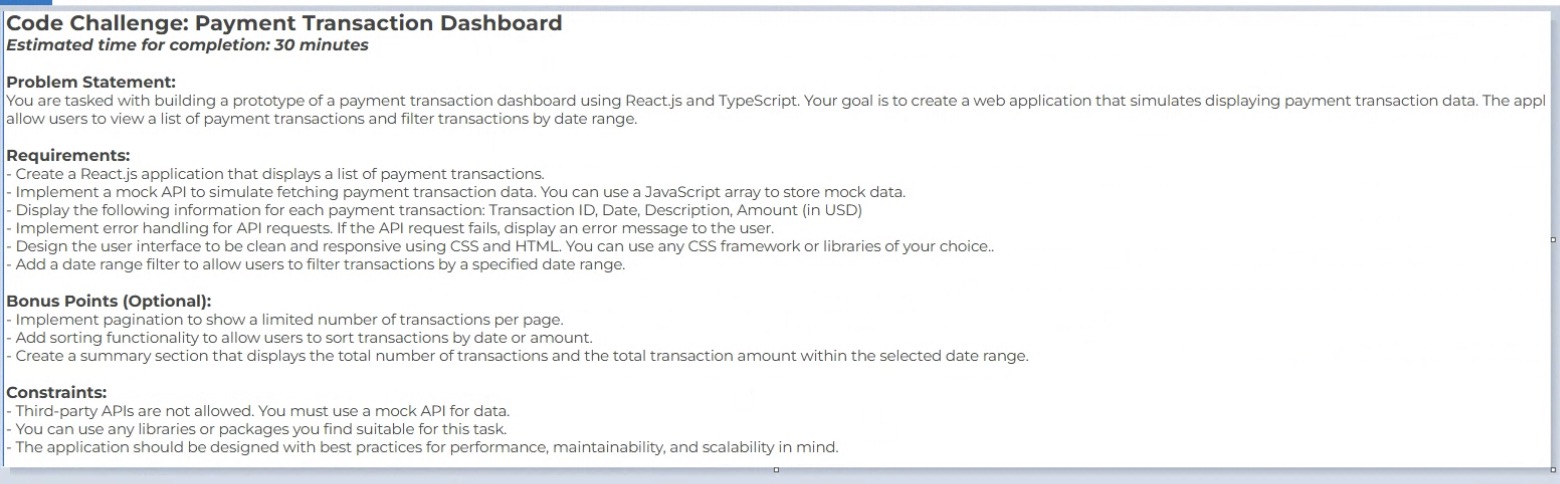 Code Challenge: Payment Transaction Dashboard
Estimated time for completion: 30 minutes
Problem Statement:
You are tasked with building a prototype of a payment transaction dashboard using React.js and TypeScript. Your goal is to create a web application that simulates displaying payment transaction data. The appl
allow users to view a list of payment transactions and filter transactions by date range.
Requirements:
- Create a React.js application that displays a list of payment transactions.
- Implement a mock API to simulate fetching payment transaction data. You can use a JavaScript array to store mock data.
- Display the following information for each payment transaction: Transaction ID, Date, Description, Amount (in USD)
- Implement error handling for API requests. If the API request fails, display an error message to the user.
- Design the user interface to be clean and responsive using CSS and HTML. You can use any CSS framework or libraries of your choice..
- Add a date range filter to allow users to filter transactions by a specified date range.
Bonus Points (Optional):
- Implement pagination to show a limited number of transactions per page.
- Add sorting functionality to allow users to sort transactions by date or amount.
- Create a summary section that displays the total number of transactions and the total transaction amount within the selected date range.
Constraints:
- Third-party APIs are not allowed. You must use a mock API for data.
- You can use any libraries or packages you find suitable for this task.
- The application should be designed with best practices for performance, maintainability, and scalability in mind.